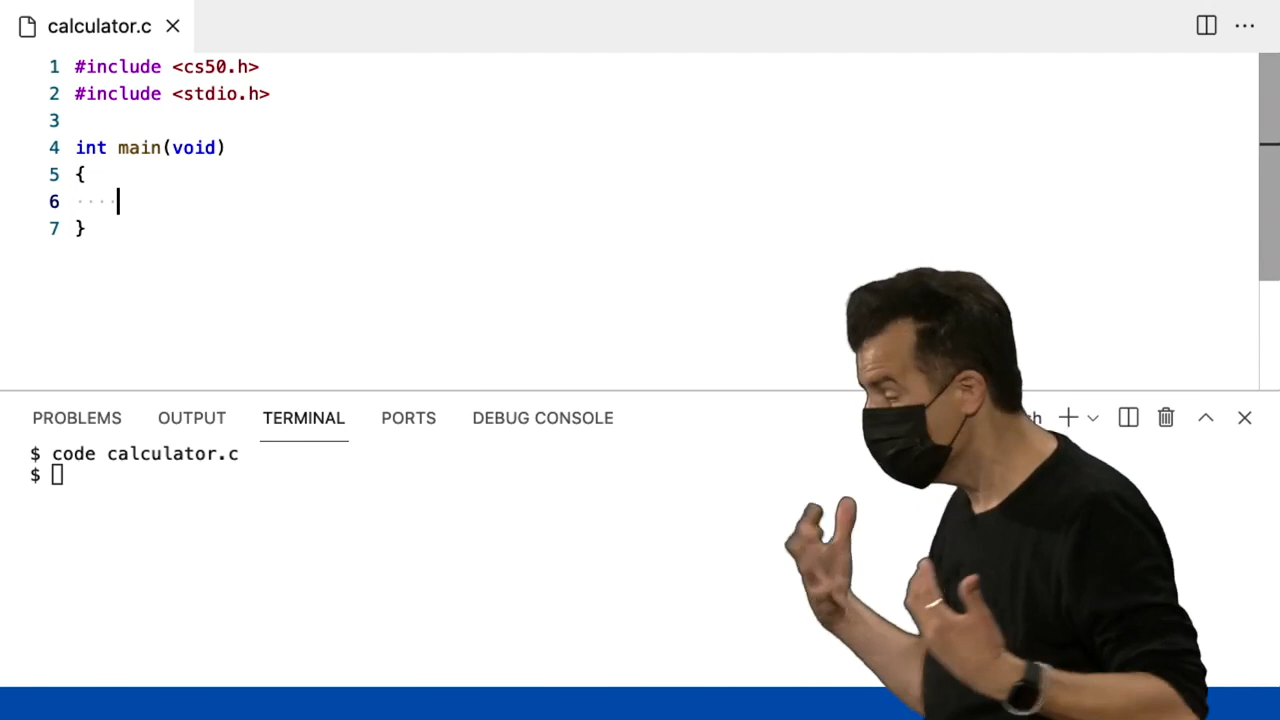 calculator.c
1 #include <cs50.h>
2 #include <stdio.h>
3
4 int main(void)
5 {
6
7 }
PROBLEMS OUTPUT TERMINAL PORTS DEBUG CONSOLE
$ code calculator.c
$